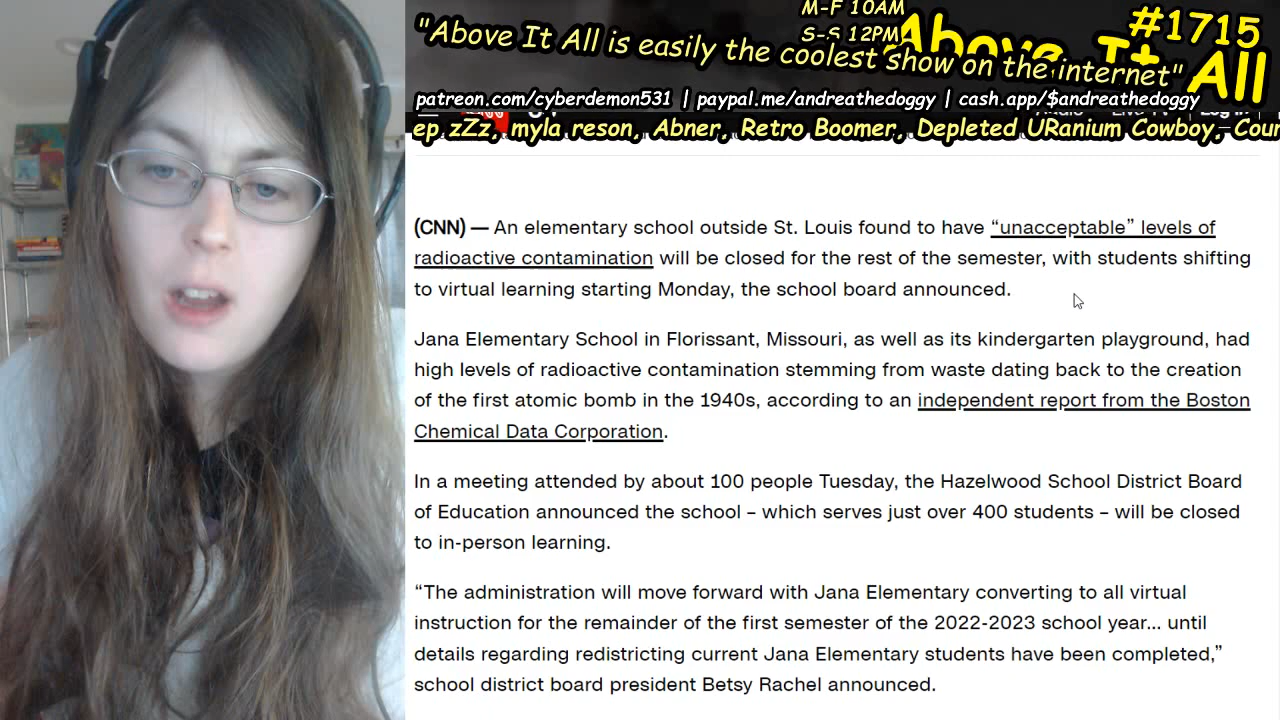 M-F 10AM
S-S 12PM
Above It All
#1715
"Above It All is easily the coolest show on the internet"
patreon.com/cyberdemon531 | paypal.me/andreathedoggy | cash.app/$andreathedoggy
ep zZz, myla reson, Abner, Retro Boomer, Depleted URanium Cowboy, Cour
(CNN) — An elementary school outside St. Louis found to have “unacceptable” levels of
radioactive contamination will be closed for the rest of the semester, with students shifting
to virtual learning starting Monday, the school board announced.
Jana Elementary School in Florissant, Missouri, as well as its kindergarten playground, had
high levels of radioactive contamination stemming from waste dating back to the creation
of the first atomic bomb in the 1940s, according to an independent report from the Boston
Chemical Data Corporation.
In a meeting attended by about 100 people Tuesday, the Hazelwood School District Board
of Education announced the school – which serves just over 400 students – will be closed
to in-person learning.
“The administration will move forward with Jana Elementary converting to all virtual
instruction for the remainder of the first semester of the 2022-2023 school year... until
details regarding redistricting current Jana Elementary students have been completed,”
school district board president Betsy Rachel announced.